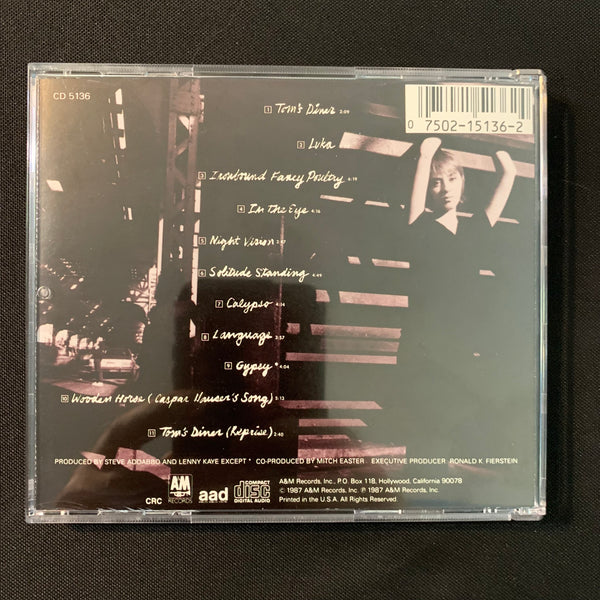 CD 5136
0 7502-15136-2
1 Tom's Diner 2:09
2 Luka
3 Ironbound Fancy Poultry 6:19
4 In The Eye 4:16
5 Night Vision 2:47
6 Solitude Standing 4:49
7 Calypso 4:14
8 Language 3:57
9 Gypsy * 4:04
10 Wooden Horse (Caspar Hauser's Song) 5:13
11 Tom's Diner (Reprise) 2:40
PRODUCED BY STEVE ADDABBO AND LENNY KAYE EXCEPT * CO-PRODUCED BY MITCH EASTER EXECUTIVE PRODUCER RONALD K. FIERSTEIN
CRC
A&M
RECORDS
aad
COMPACT
disc
DIGITAL AUDIO
A&M Records, Inc., P.O. Box 118, Hollywood, California 90078
© 1987 A&M Records, Inc. ℗ 1987 A&M Records, Inc.
Printed in the U.S.A. All Rights Reserved.